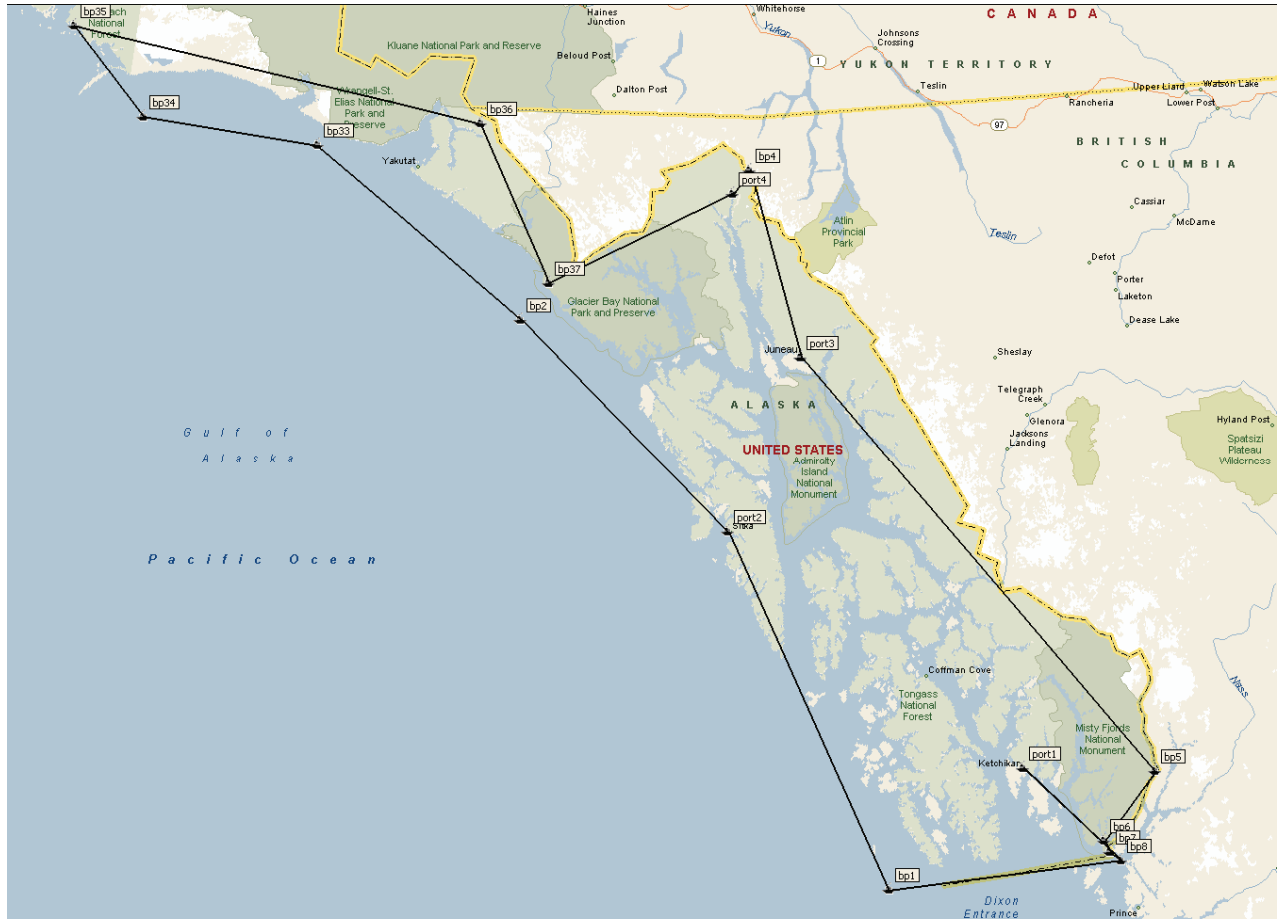 bp35
ach
National
Forest
Haines
Junction
Whitehorse
Yukon
CANADA
Johnsons
Crossing
Kluane National Park and Reserve
Beloud Post
1
YUKON TERRITORY
Teslin
Upper Liard
Watson Lake
Dalton Post
Rancheria
Lower Post
bp34
Wrangell-St.
Elias National
Park and
Preserve
bp36
97
bp33
BRITISH
COLUMBIA
Yakutat
bp4
port4
Cassiar
McDame
Atlin
Provincial
Park
Teslin
Defot
Porter
Laketon
bp37
bp2
Glacier Bay National
Park and Preserve
Dease Lake
Juneau
port3
Sheslay
Telegraph
Creek
Glenora
ALASKA
Hyland Post
Gulf of
Alaska
Jacksons
Landing
Spatsizi
Plateau
Wilderness
UNITED STATES
Admiralty
Island
National
Monument
port2
Sitka
Pacific Ocean
Coffman Cove
Nass
Tongass
National
Forest
Misty Fjords
National
Monument
port1
Ketchikan
bp5
bp6
bp7
bp8
bp1
Dixon
Entrance
Prince